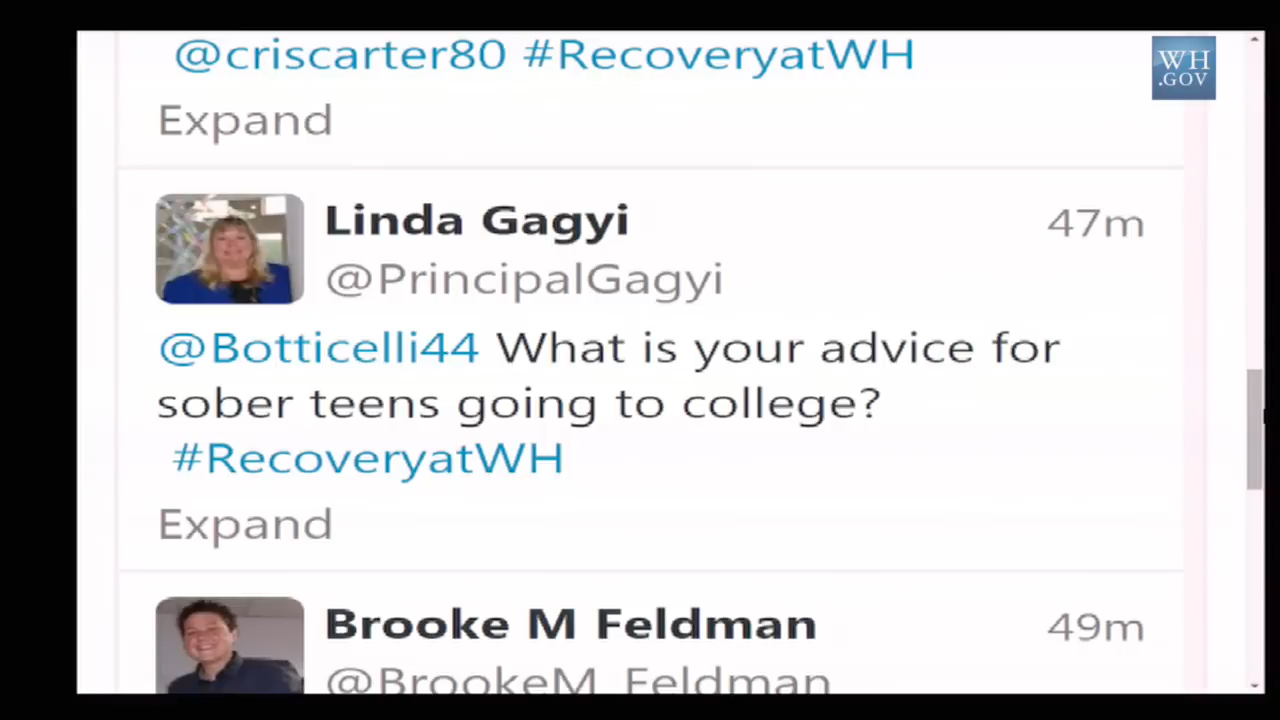 @criscarter80 #RecoveryatWH
WH
.GOV
Expand
Linda Gagyi
47m
@PrincipalGagyi
@Botticelli44 What is your advice for
sober teens going to college?
#RecoveryatWH
Expand
Brooke M Feldman
49m
@BrookeM_Feldman